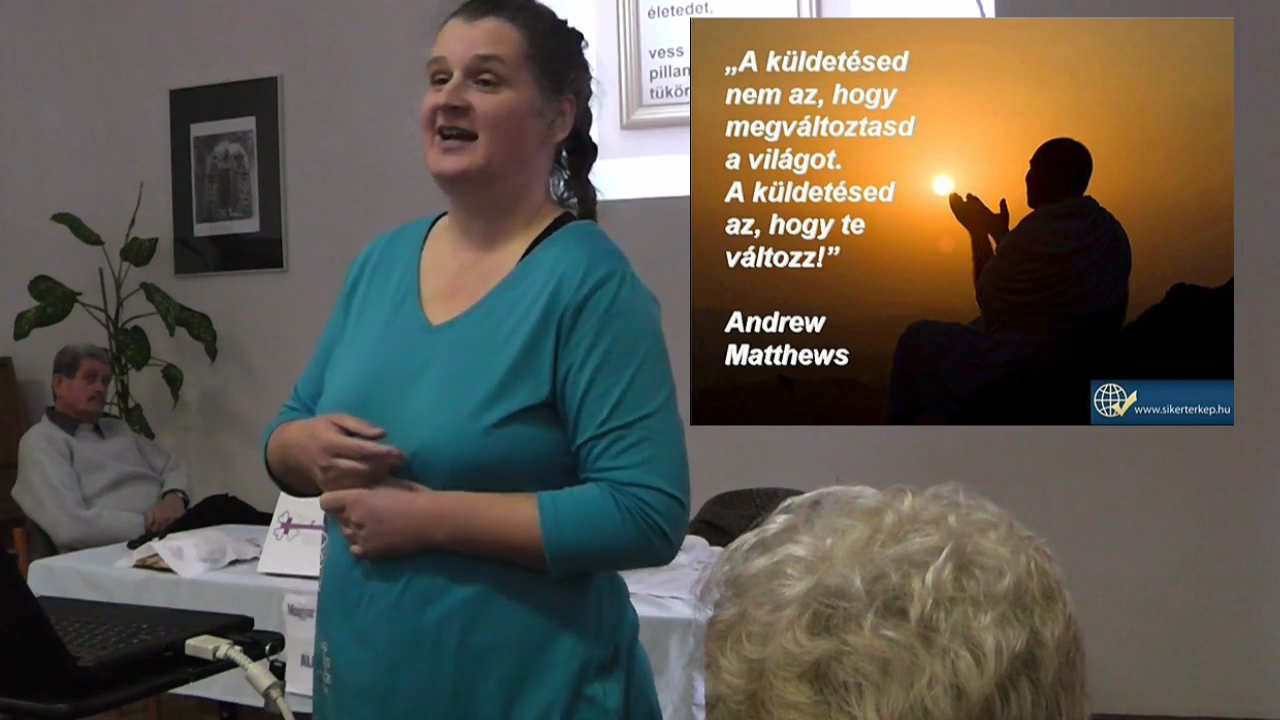 életedet.
vess
tükör
„A küldetésed
nem az, hogy
megváltoztasd
a világot.
A küldetésed
az, hogy te
változz!”
Andrew
Matthews
www.sikerterkep.hu